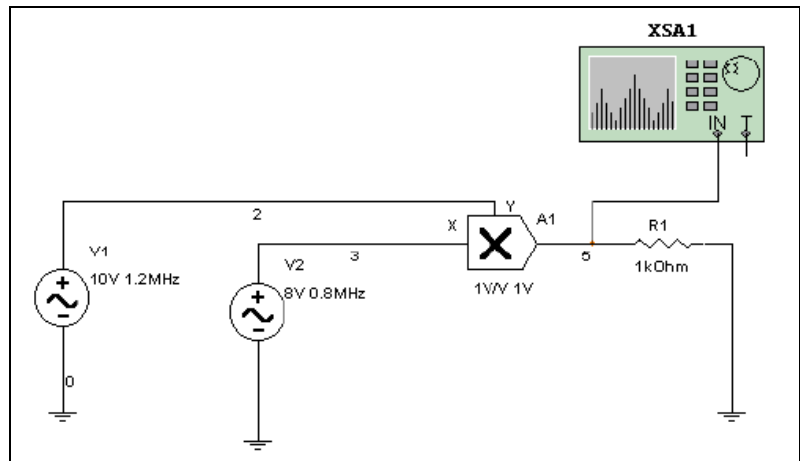 XSA1
IN T
2
Y
X
A1
V1
10V 1.2MHz
3
V2
8V 0.8MHz
1V/V 1V
5
R1
1kOhm
0